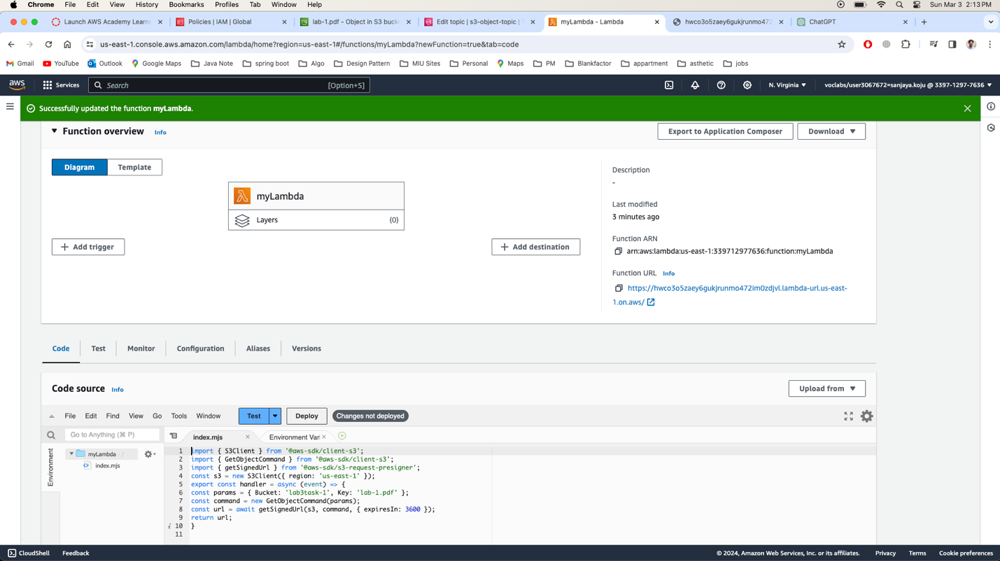 Chrome File Edit View History Bookmarks Profiles Tab Window Help Sun Mar 3 2:13 PM
Launch AWS Academy Learne Policies | IAM | Global lab-1.pdf - Object in S3 buck Edit topic | s3-object-topic | myLambda - Lambda hwco3o5zaey6gukjrunmo472 ChatGPT
us-east-1.console.aws.amazon.com/lambda/home?region=us-east-1#/functions/myLambda?newFunction=true&tab=code
Gmail YouTube Outlook Google Maps Java Note spring boot Algo Design Pattern MIU Sites Personal Maps PM Blankfactor appartment asthetic jobs
aws Services Search [Option+S] N. Virginia voclabs/user3067672=sanjaya.koju @ 3397-1297-7636
Successfully updated the function myLambda.
Function overview Info Export to Application Composer Download
Diagram Template
myLambda
Layers (0)
Add trigger
Add destination
Description
-
Last modified
3 minutes ago
Function ARN
arn:aws:lambda:us-east-1:339712977636:function:myLambda
Function URL Info
https://hwco3o5zaey6gukjrunmo472im0zdjvl.lambda-url.us-east-
1.on.aws/
Code Test Monitor Configuration Aliases Versions
Code source Info Upload from
File Edit Find View Go Tools Window Test Deploy Changes not deployed
Go to Anything (⌘ P) index.mjs Environment Vari
Environment
myLambda - /
index.mjs
1 import { S3Client } from '@aws-sdk/client-s3';
2 import { GetObjectCommand } from '@aws-sdk/client-s3';
3 import { getSignedUrl } from '@aws-sdk/s3-request-presigner';
4 const s3 = new S3Client({ region: 'us-east-1' });
5 export const handler = async (event) => {
6 const params = { Bucket: 'lab3task-1', Key: 'lab-1.pdf' };
7 const command = new GetObjectCommand(params);
8 const url = await getSignedUrl(s3, command, { expiresIn: 3600 });
9 return url;
i 10 }
11
CloudShell Feedback © 2024, Amazon Web Services, Inc. or its affiliates. Privacy Terms Cookie preferences